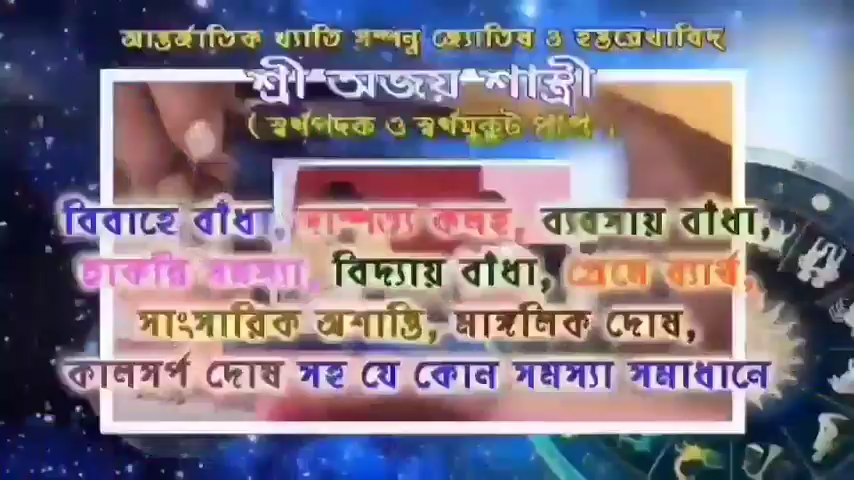 আন্তর্জাতিক খ্যাতি সম্পন্ন জ্যোতিষ ও হস্তরেখাবিদ্
শ্রী অজয় শাস্ত্রী
( স্বর্ণপদক ও স্বর্ণমুকুট প্রাপ্ত )
বিবাহে বাঁধা, দাম্পত্য কলহ, ব্যবসায় বাঁধা,
চাকরি সমস্যা, বিদ্যায় বাঁধা, প্রেমে ব্যার্থ,
সাংসারিক অশান্তি, মাঙ্গলিক দোষ,
কালসর্প দোষ সহ যে কোন সমস্যা সমাধানে